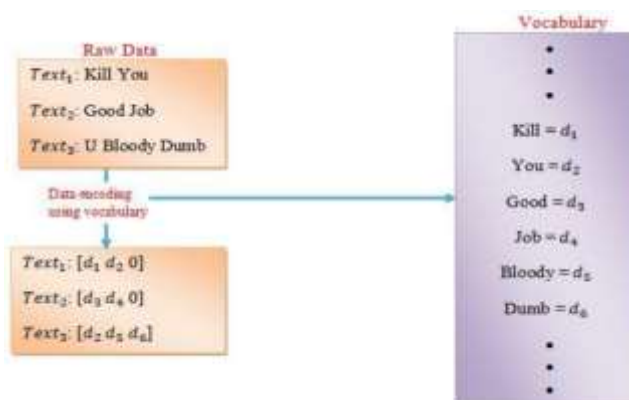 Raw Data
Text₁: Kill You
Text₂: Good Job
Text₃: U Bloody Dumb
Data encoding
using vocabulary
Text₁: [d₁ d₂ 0]
Text₂: [d₃ d₄ 0]
Text₃: [d₂ d₅ d₆]
Vocabulary
Kill = d₁
You = d₂
Good = d₃
Job = d₄
Bloody = d₅
Dumb = d₆